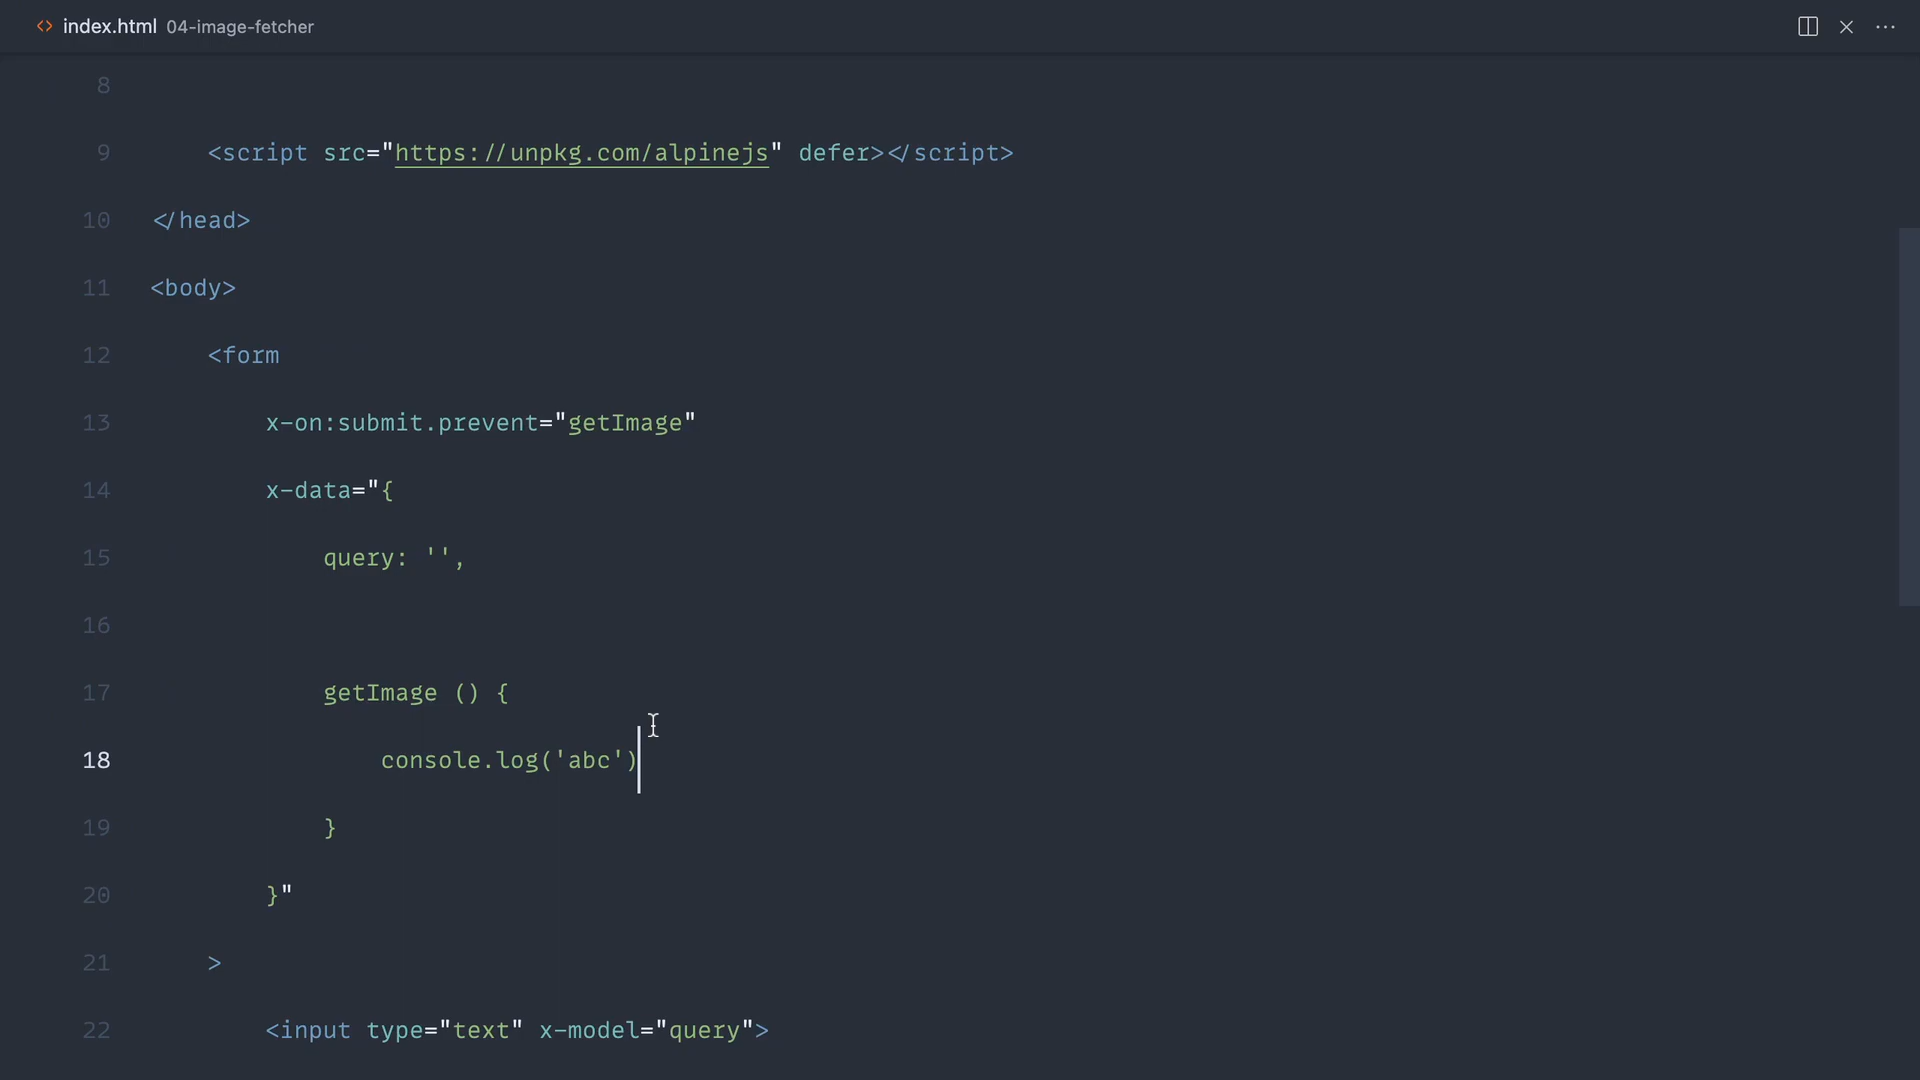 index.html 04-image-fetcher
8
9 <script src="https://unpkg.com/alpinejs" defer></script>
10 </head>
11 <body>
12 <form
13 x-on:submit.prevent="getImage"
14 x-data="{
15 query: '',
16
17 getImage () {
18 console.log('abc')
19 }
20 }"
21 >
22 <input type="text" x-model="query">